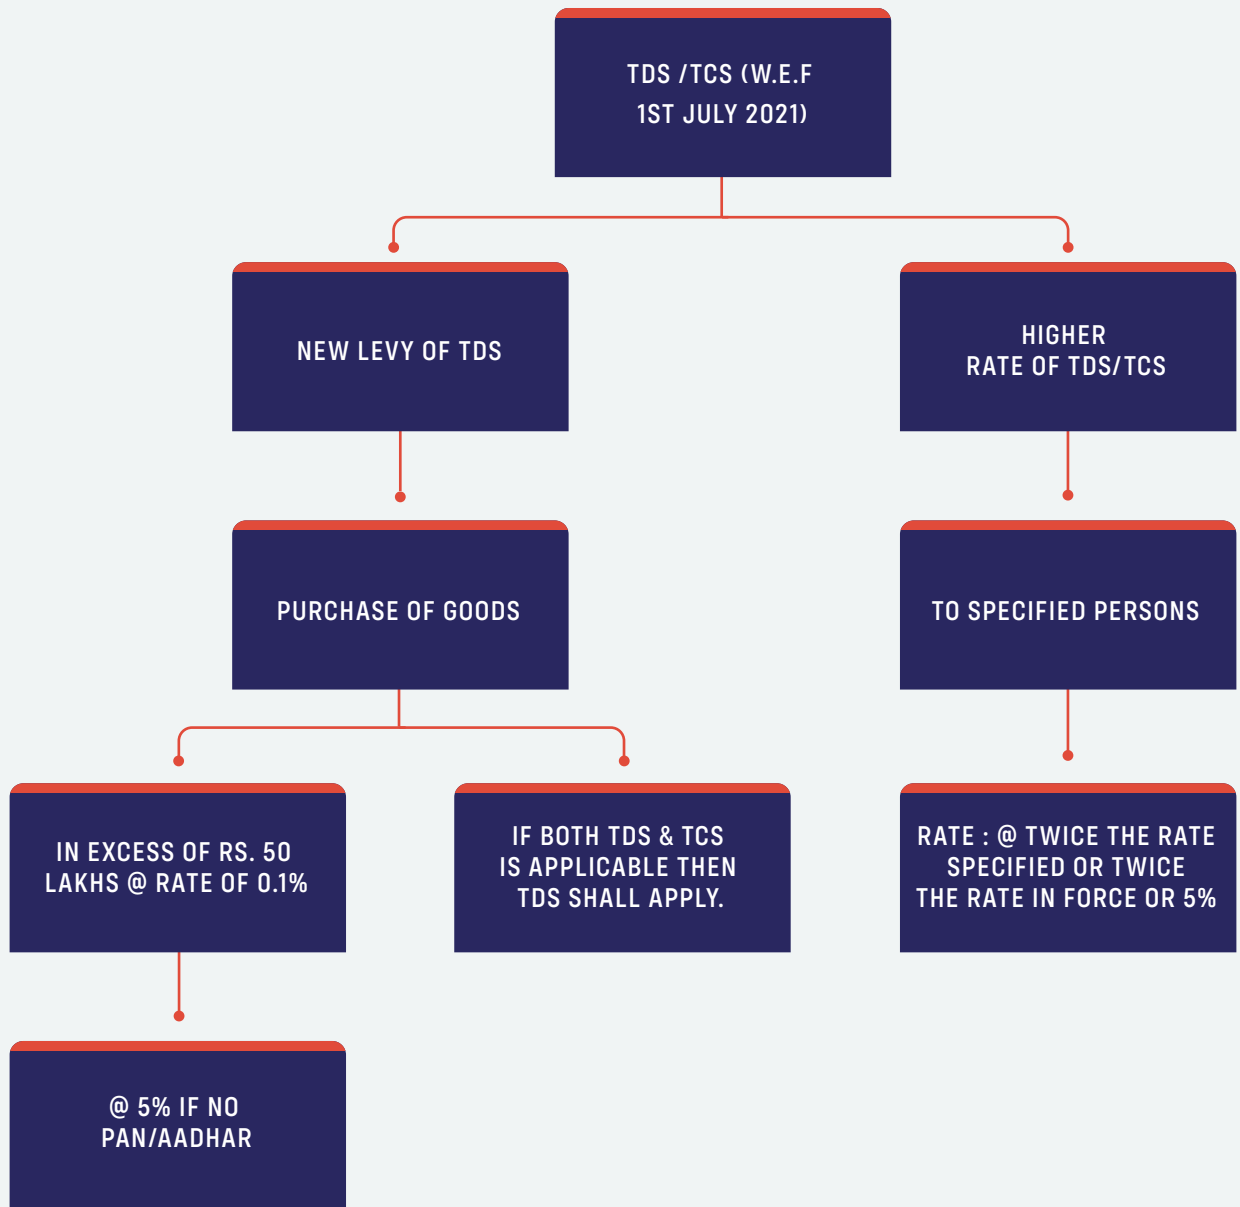 TDS /TCS (W.E.F
1ST JULY 2021)
NEW LEVY OF TDS
HIGHER
RATE OF TDS/TCS
PURCHASE OF GOODS
TO SPECIFIED PERSONS
IN EXCESS OF RS. 50
LAKHS @ RATE OF 0.1%
IF BOTH TDS & TCS
IS APPLICABLE THEN
TDS SHALL APPLY.
RATE : @ TWICE THE RATE
SPECIFIED OR TWICE
THE RATE IN FORCE OR 5%
@ 5% IF NO
PAN/AADHAR